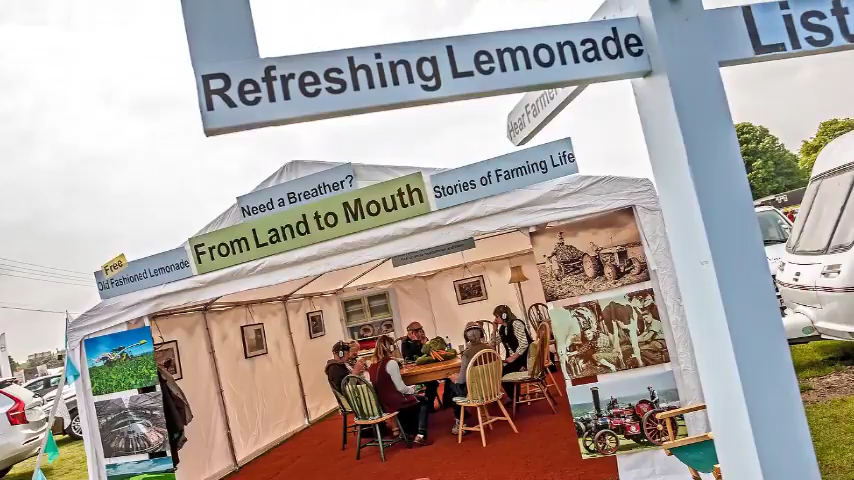 Refreshing Lemonade
List
Hear Farmer
Need a Breather?
Stories of Farming Life
From Land to Mouth
Free
Old Fashioned Lemonade